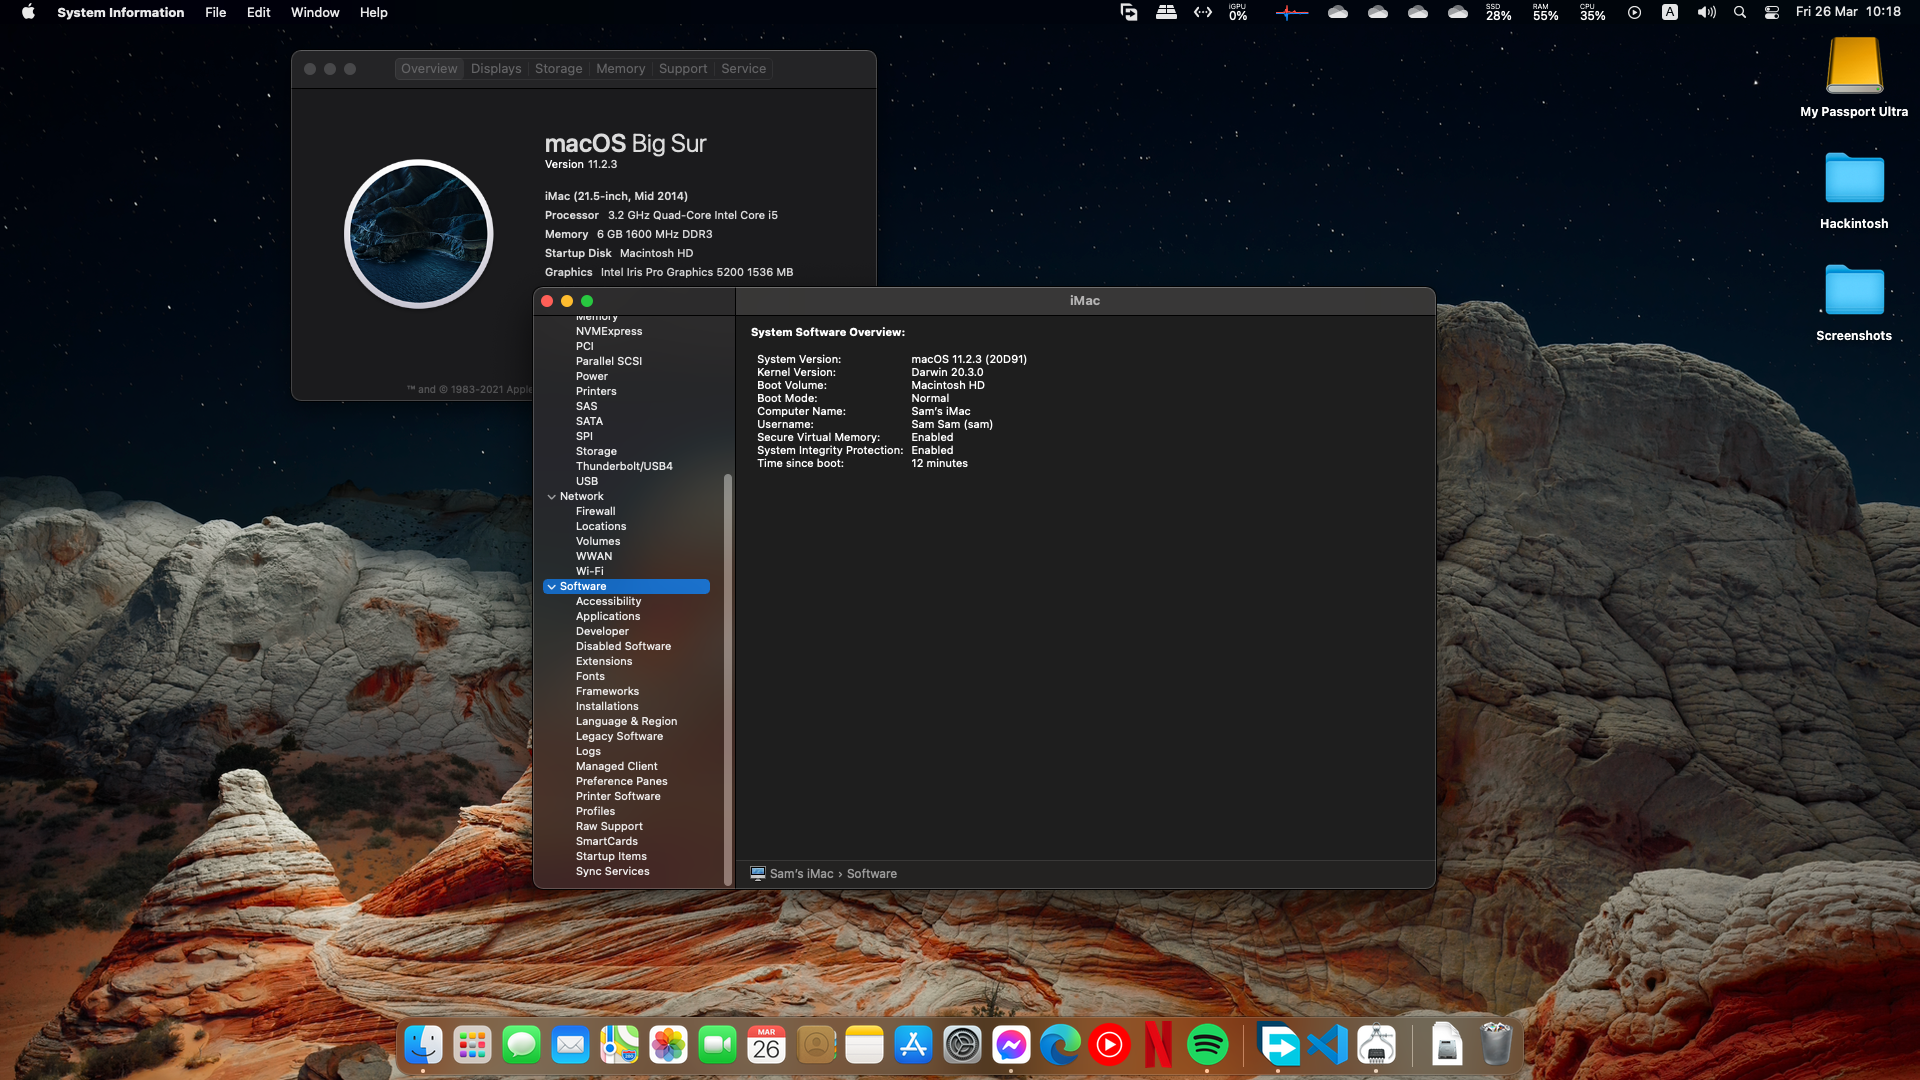 System Information File Edit Window Help
IGPU 0% SSD 28% RAM 55% CPU 35% A Fri 26 Mar 10:18
My Passport Ultra
Hackintosh
Screenshots
Overview Displays Storage Memory Support Service
macOS Big Sur
Version 11.2.3
iMac (21.5-inch, Mid 2014)
Processor 3.2 GHz Quad-Core Intel Core i5
Memory 6 GB 1600 MHz DDR3
Startup Disk Macintosh HD
Graphics Intel Iris Pro Graphics 5200 1536 MB
™ and © 1983-2021 Apple
iMac
Memory
NVMExpress
PCI
Parallel SCSI
Power
Printers
SAS
SATA
SPI
Storage
Thunderbolt/USB4
USB
Network
Firewall
Locations
Volumes
WWAN
Wi-Fi
Software
Accessibility
Applications
Developer
Disabled Software
Extensions
Fonts
Frameworks
Installations
Language & Region
Legacy Software
Logs
Managed Client
Preference Panes
Printer Software
Profiles
Raw Support
SmartCards
Startup Items
Sync Services
System Software Overview:
System Version: macOS 11.2.3 (20D91)
Kernel Version: Darwin 20.3.0
Boot Volume: Macintosh HD
Boot Mode: Normal
Computer Name: Sam's iMac
Username: Sam Sam (sam)
Secure Virtual Memory: Enabled
System Integrity Protection: Enabled
Time since boot: 12 minutes
Sam's iMac › Software
MAR
26